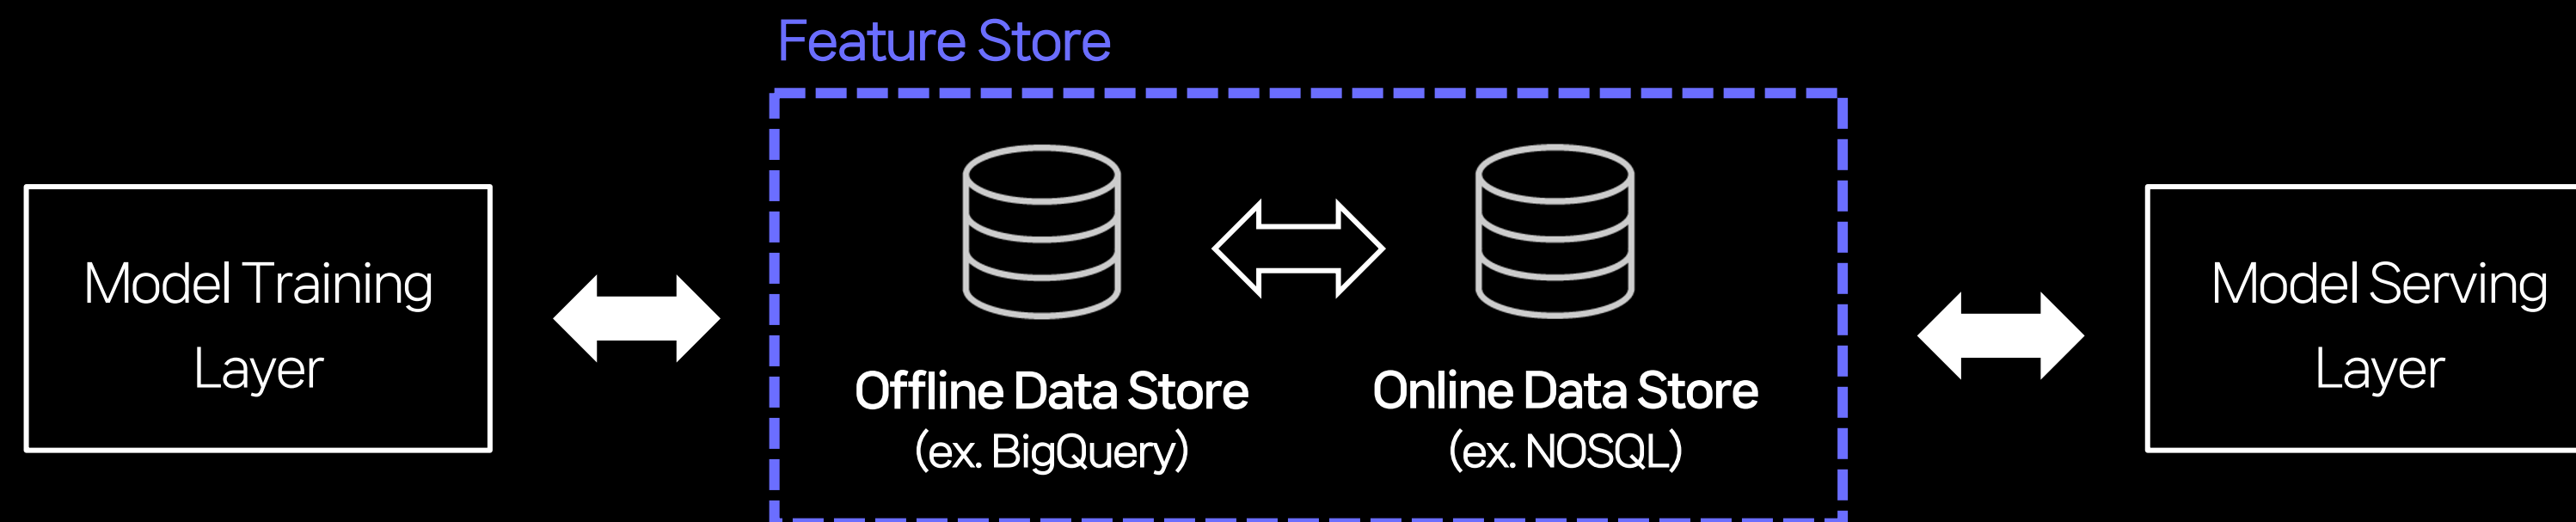 Feature Store
Model Training
Layer
Offline Data Store
(ex. BigQuery)
Online Data Store
(ex. NOSQL)
Model Serving
Layer